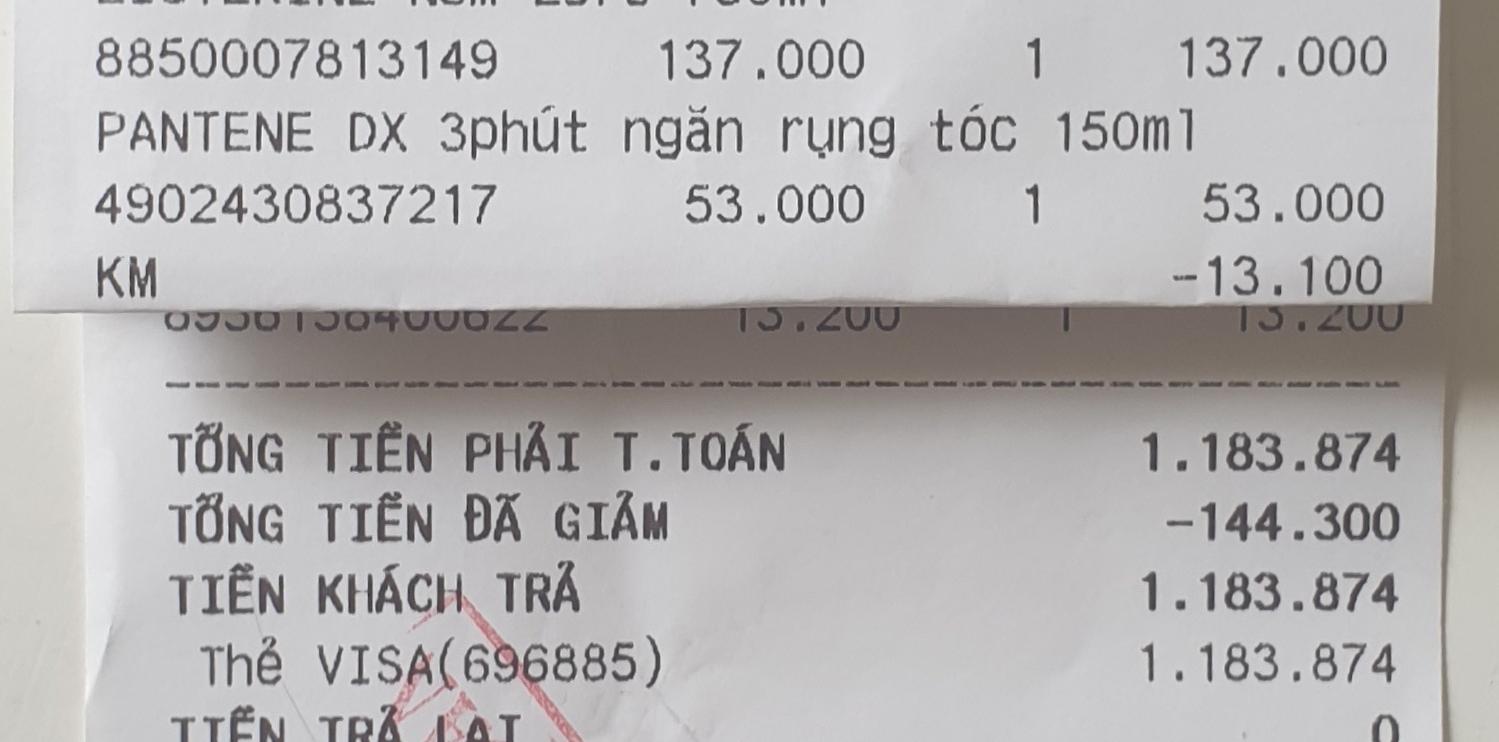 8850007813149 137.000 1 137.000
PANTENE DX 3phút ngăn rụng tóc 150ml
4902430837217 53.000 1 53.000
KM -13.100
13.200 1 13.200
TỔNG TIỀN PHẢI T.TOÁN 1.183.874
TỔNG TIỀN ĐÃ GIẢM -144.300
TIỀN KHÁCH TRẢ 1.183.874
Thẻ VISA(696885) 1.183.874
TIỀN TRẢ LẠI 0